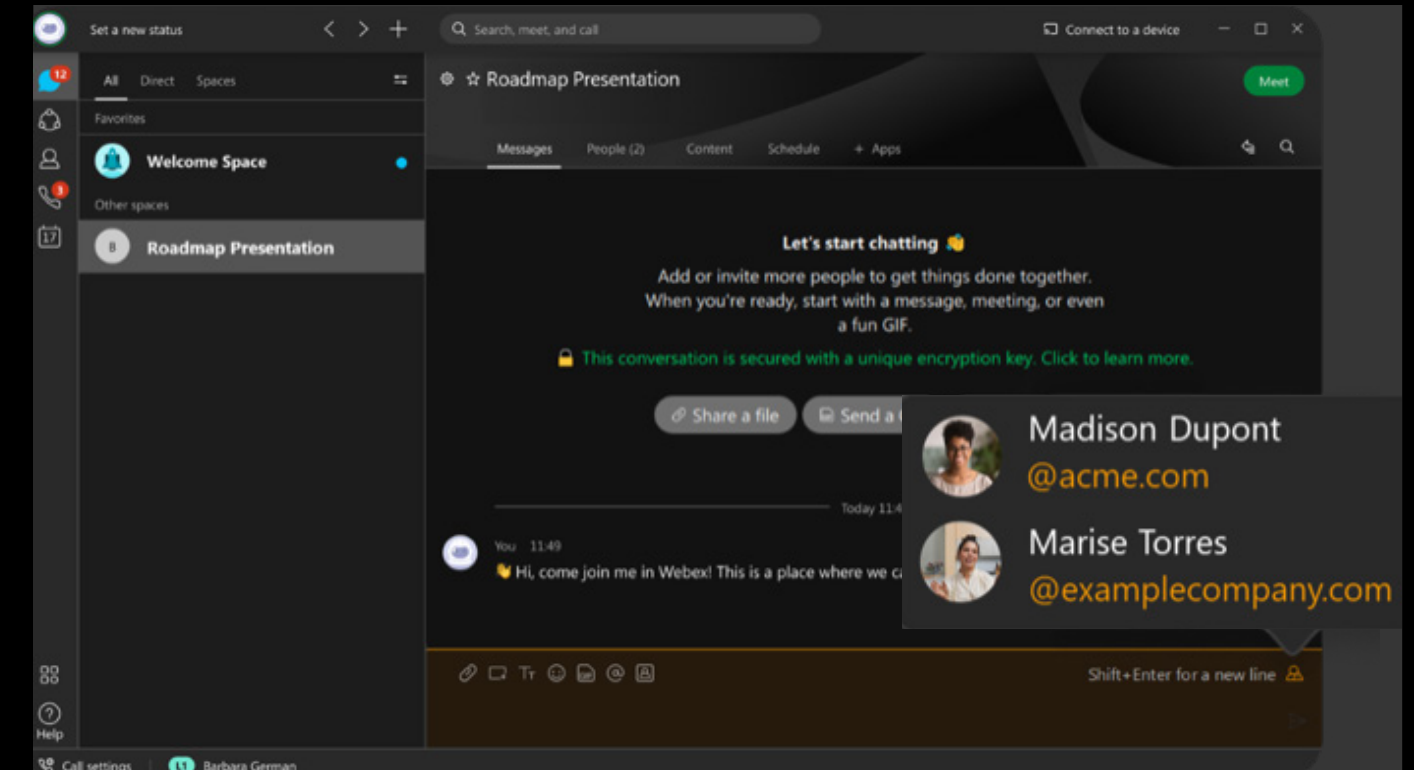 Set a new status
Search, meet, and call
Connect to a device
12
All Direct Spaces
Roadmap Presentation
Meet
Favorites
Messages People (2) Content Schedule + Apps
Welcome Space
3
Other spaces
17
B Roadmap Presentation
Let's start chatting
Add or invite more people to get things done together.
When you're ready, start with a message, meeting, or even
a fun GIF.
This conversation is secured with a unique encryption key. Click to learn more.
Share a file Send a
Madison Dupont
@acme.com
Today 11:4
Marise Torres
@examplecompany.com
You 11:49
Hi, come join me in Webex! This is a place where we ca
Shift+Enter for a new line
Help
Call settings L1 Barbara German